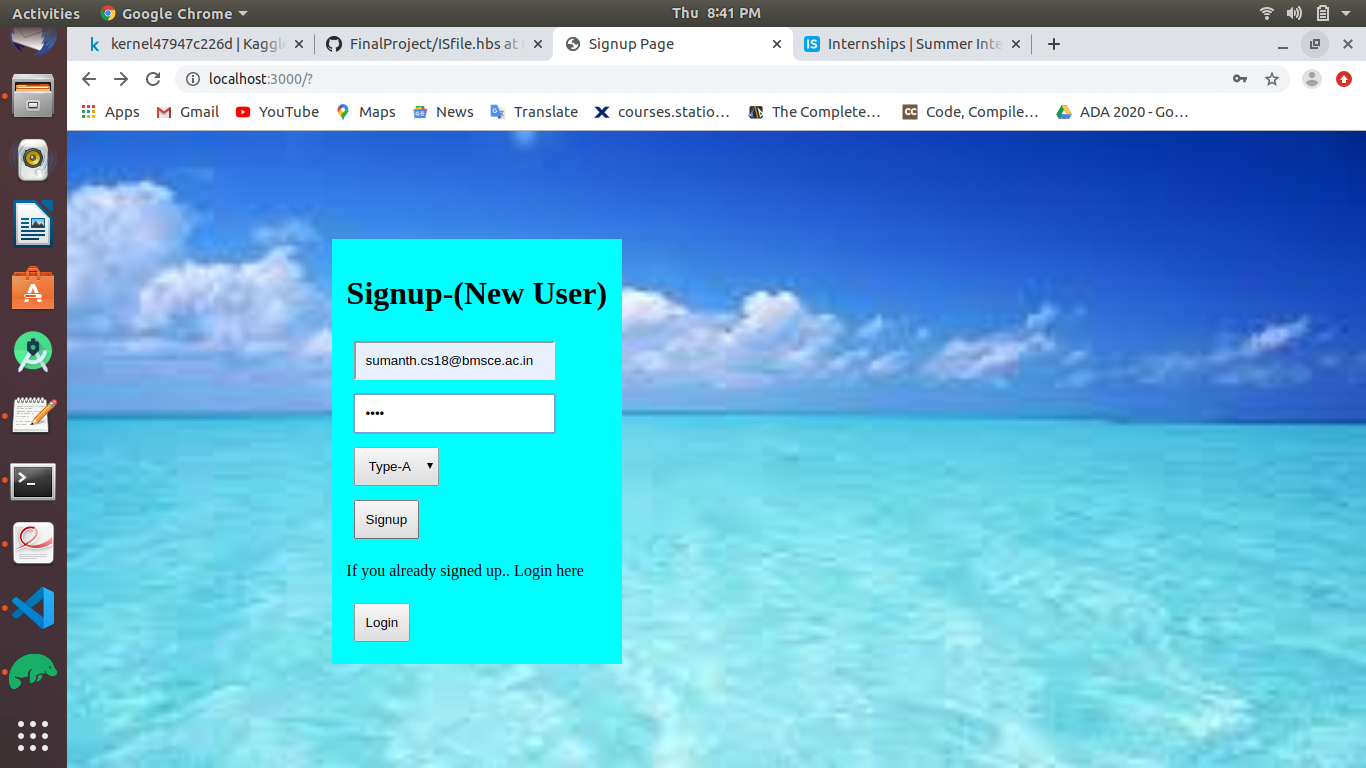 Activities Google Chrome Thu 8:41 PM
kernel47947c226d | Kaggle FinalProject/ISfile.hbs at Signup Page Internships | Summer Inte
localhost:3000/?
Apps Gmail YouTube Maps News Translate courses.statio... The Complete... Code, Compile... ADA 2020 - Go...
Signup-(New User)
sumanth.cs18@bmsce.ac.in
••••
Type-A
Signup
If you already signed up.. Login here
Login